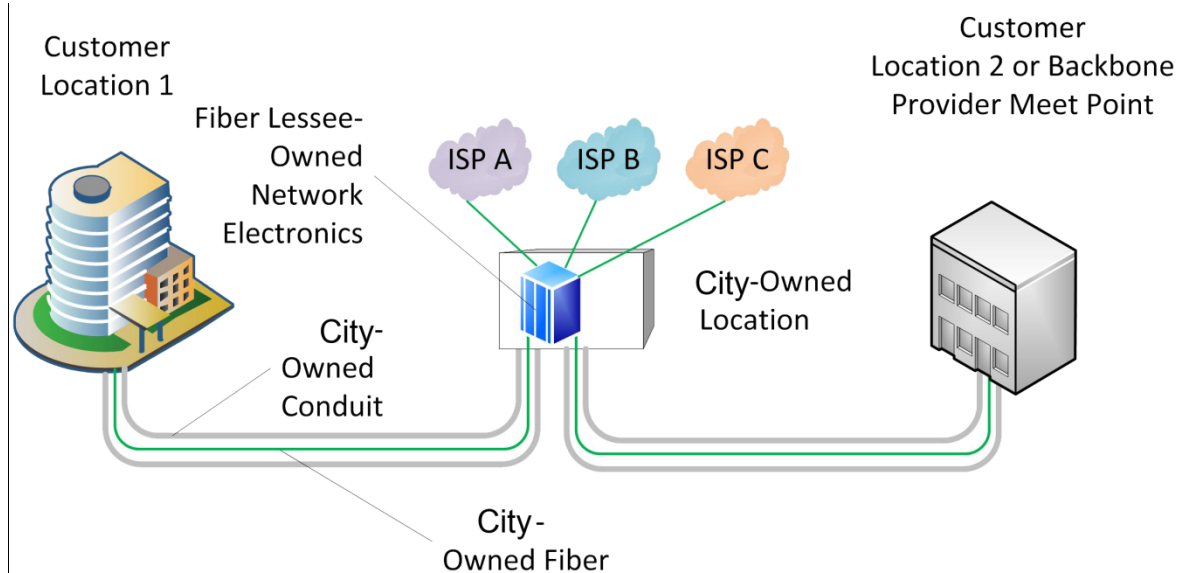 Customer
Location 1
Fiber Lessee-
Owned
Network
Electronics
ISP A
ISP B
ISP C
Customer
Location 2 or Backbone
Provider Meet Point
City-Owned
Location
City-
Owned
Conduit
City-
Owned Fiber